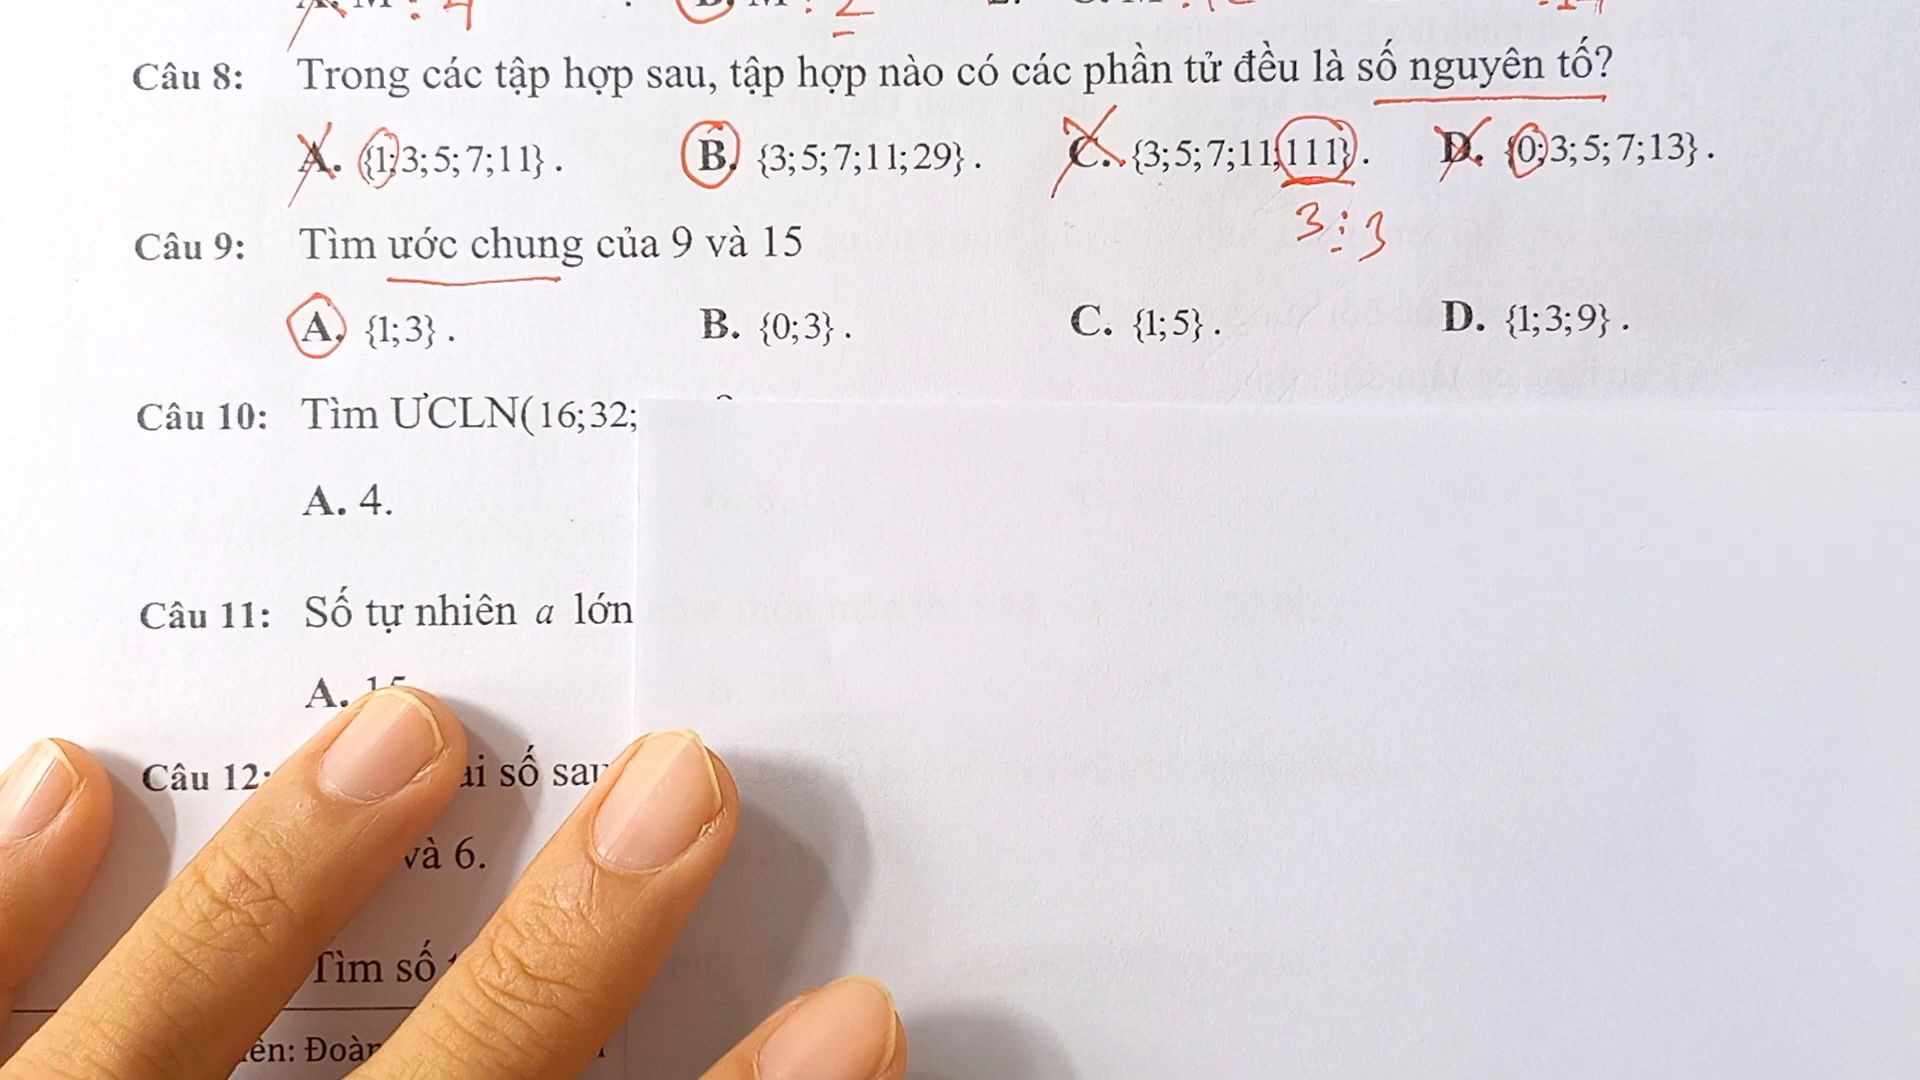 Câu 8: Trong các tập hợp sau, tập hợp nào có các phần tử đều là số nguyên tố?
A. {1;3;5;7;11}. B. {3;5;7;11;29}. C. {3;5;7;11;111}. D. {0;3;5;7;13}.
3⋮3
Câu 9: Tìm ước chung của 9 và 15
A. {1;3}. B. {0;3}. C. {1;5}. D. {1;3;9}.
Câu 10: Tìm ƯCLN(16;32;
A. 4.
Câu 11: Số tự nhiên a lớn
A.
Câu 12: số sau
và 6.
Tìm số